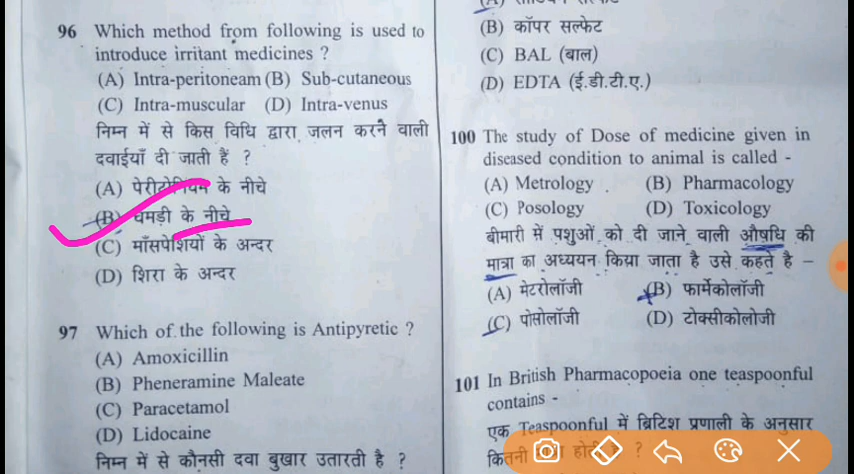 96 Which method from following is used to
introduce irritant medicines ?
(A) Intra-peritoneam (B) Sub-cutaneous
(C) Intra-muscular (D) Intra-venus
निम्न में से किस विधि द्वारा जलन करने वाली
दवाईयाँ दी जाती हैं ?
(A) पेरीटोनियम के नीचे
(B) चमड़ी के नीचे
(C) माँसपेशियों के अन्दर
(D) शिरा के अन्दर
97 Which of the following is Antipyretic ?
(A) Amoxicillin
(B) Pheneramine Maleate
(C) Paracetamol
(D) Lidocaine
निम्न में से कौनसी दवा बुखार उतारती है ?
(B) कॉपर सल्फेट
(C) BAL (बाल)
(D) EDTA (ई.डी.टी.ए.)
100 The study of Dose of medicine given in
diseased condition to animal is called -
(A) Metrology (B) Pharmacology
(C) Posology (D) Toxicology
बीमारी में पशुओं को दी जाने वाली औषधि की
मात्रा का अध्ययन किया जाता है उसे कहते है –
(A) मेटरोलॉजी (B) फार्मेकोलॉजी
(C) पोसोलॉजी (D) टोक्सीकोलोजी
101 In British Pharmacopoeia one teaspoonful
contains -
एक Teaspoonful में ब्रिटिश प्रणाली के अनुसार
?